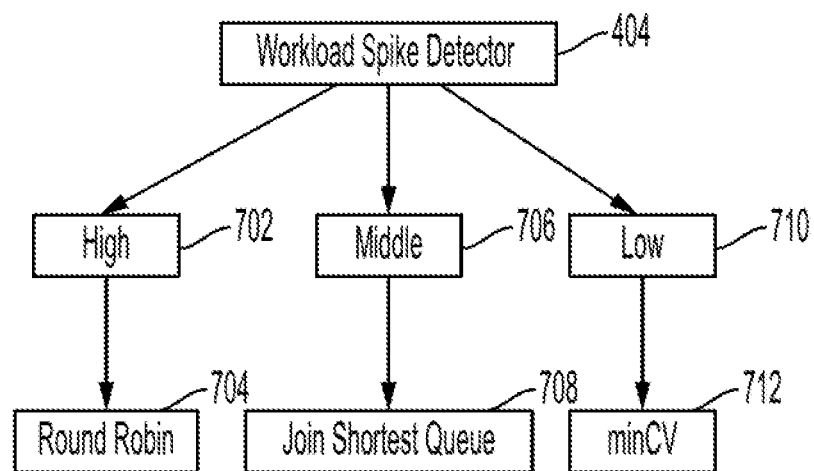 Workload Spike Detector
404
High
702
Middle
706
Low
710
704
708
712
Round Robin
Join Shortest Queue
minCV